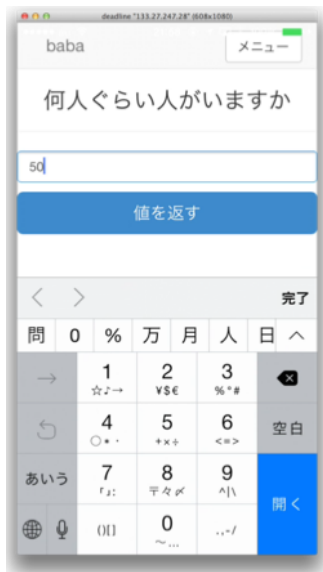 deadline "133.27.247.28" (608x1080)
baba メニュー
何人ぐらい人がいますか
50
値を返す
完了
問 0 % 万 月 人 日
→ 1 2 3
☆♪→ ¥$€ %°#
4 5 6 空白
○*・ +×÷ <=>
あいう 7 8 9
「」: 〒々〆 ^|\
開く
()[] 0 .,-/
~…